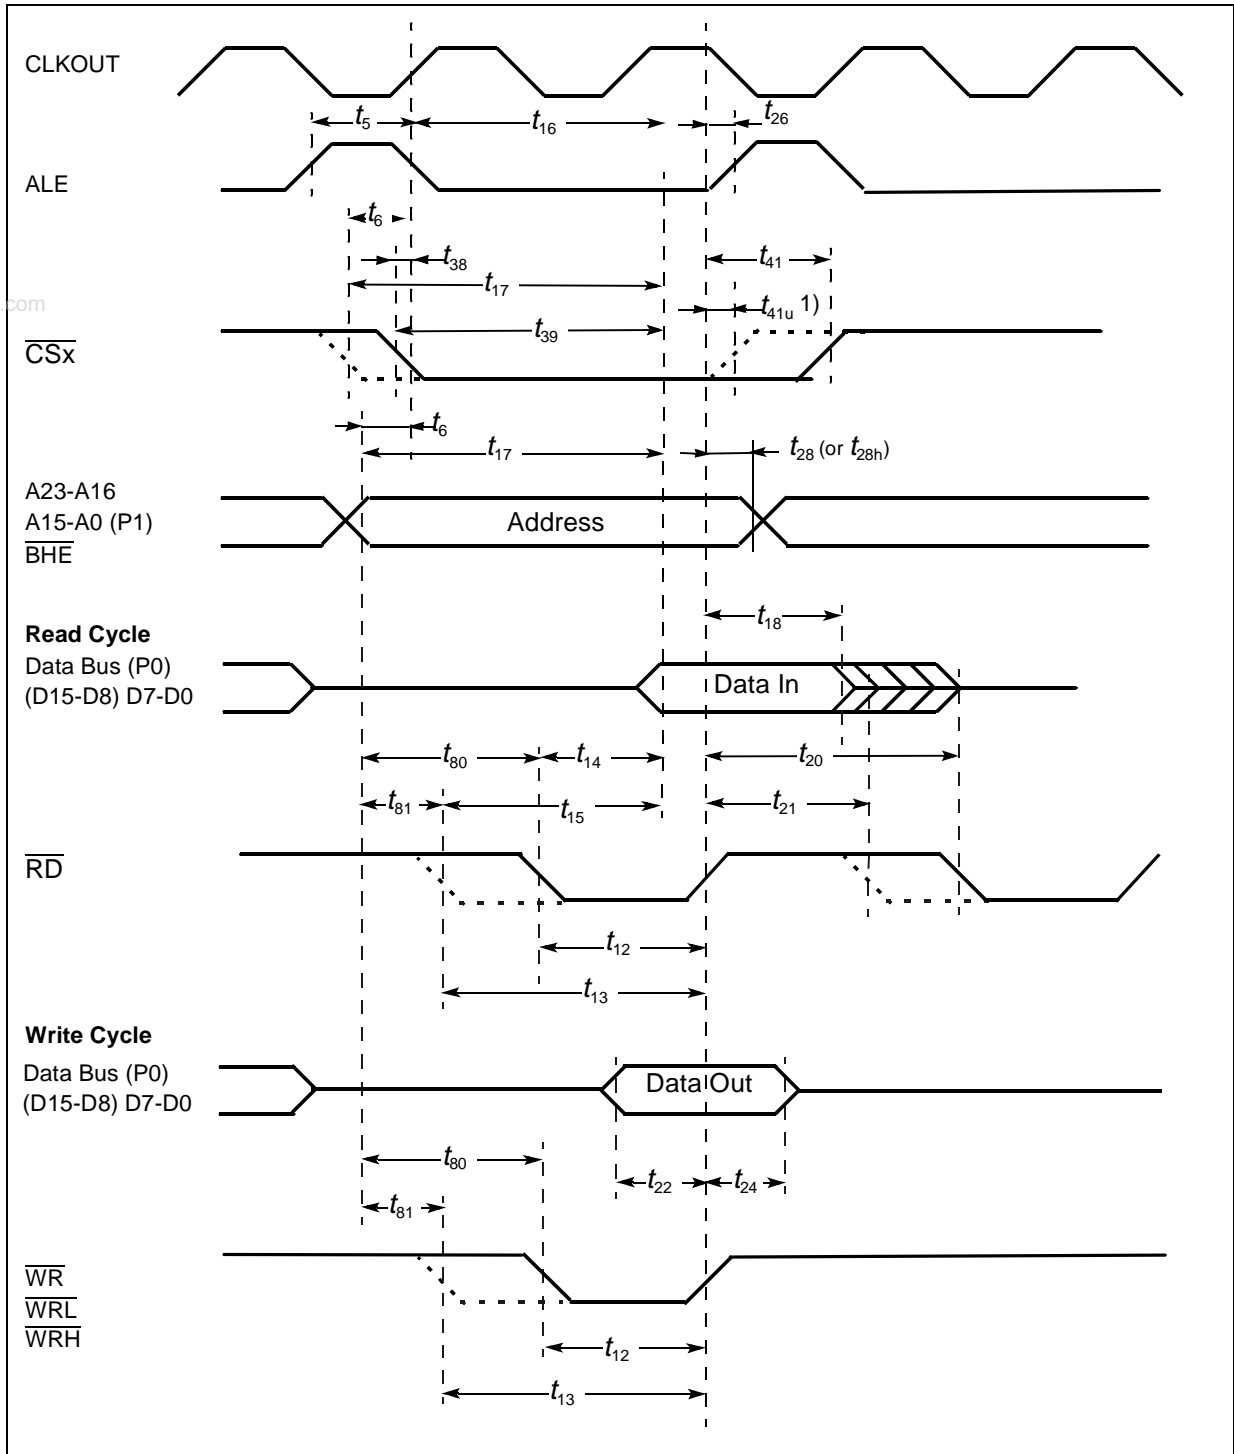 CLKOUT
t5 t16 t26
ALE
t6
t38 t41
t17
.com
t41u 1)
t39
CSx
t6
t17 t28 (or t28h)
A23-A16
A15-A0 (P1) Address
BHE
t18
Read Cycle
Data Bus (P0)
(D15-D8) D7-D0 Data In
t80 t14 t20
t81 t15 t21
RD
t12
t13
Write Cycle
Data Bus (P0) Data Out
(D15-D8) D7-D0
t80
t22 t24
t81
WR
WRL
WRH
t12
t13